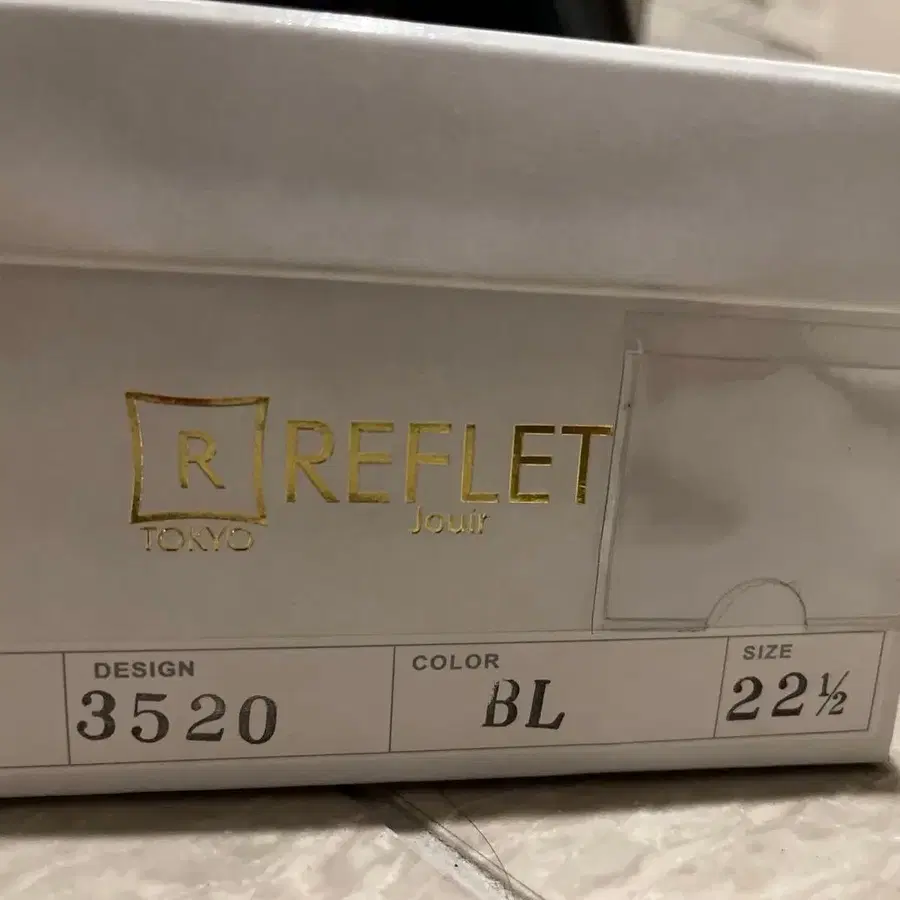 R REFLET
Jouir
TOKYO
DESIGN COLOR SIZE
3520 BL 22½